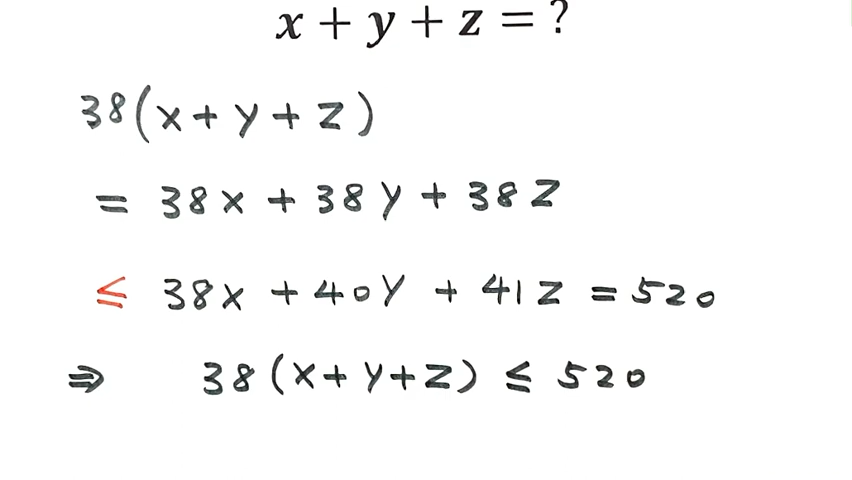 x + y + z = ?
38(x + y + z)
= 38x + 38y + 38z
≤ 38x + 40y + 41z = 520
⇒ 38(x + y + z) ≤ 520